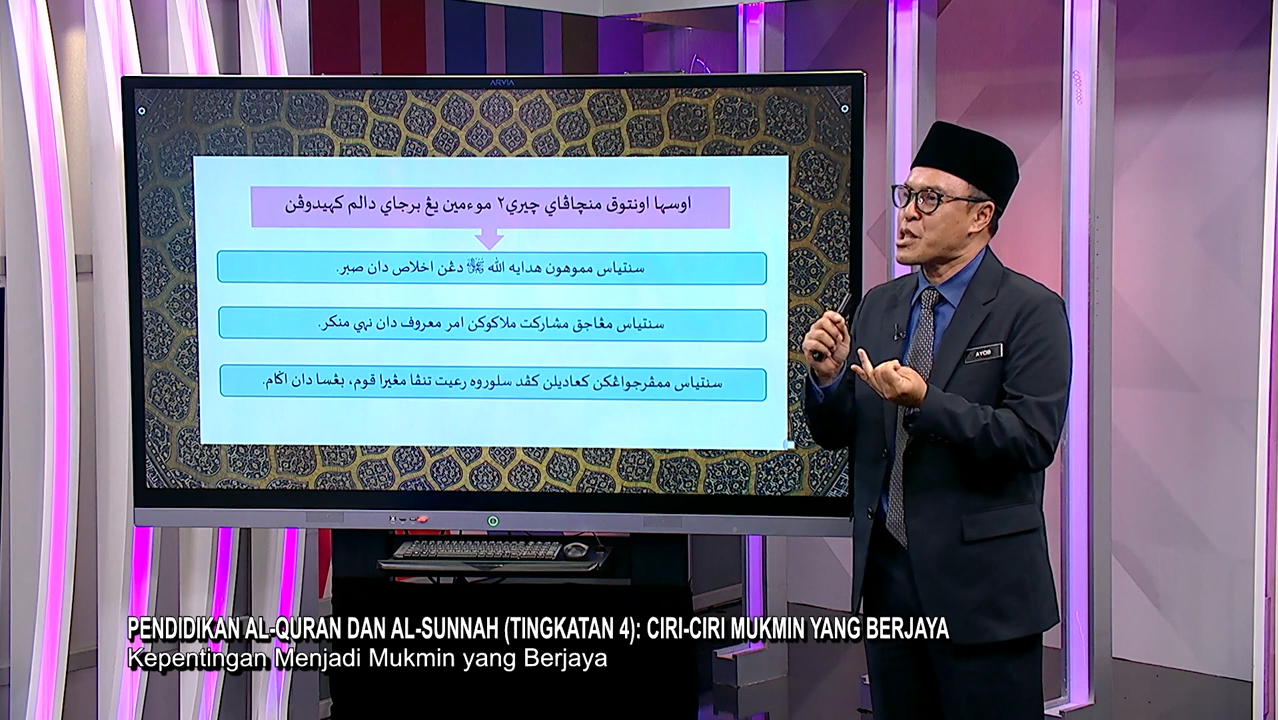 ARVIA
اوسها اونتوق منچاڤاي چيري٢ موءمين يڠ برجاي دالم كهيدوڤن
سنتياس مموهون هدايه الله ﷻ دڠن اخلاص دان صبر.
سنتياس مڠاجق مشاركت ملاكوكن امر معروف دان نهي منكر.
سنتياس ممڤرجواڠكن كعاديلن كڤد سلوروه رعيت تنڤا مڠيرا قوم، بڠسا دان اݢام.
AYOB
PENDIDIKAN AL-QURAN DAN AL-SUNNAH (TINGKATAN 4): CIRI-CIRI MUKMIN YANG BERJAYA
Kepentingan Menjadi Mukmin yang Berjaya